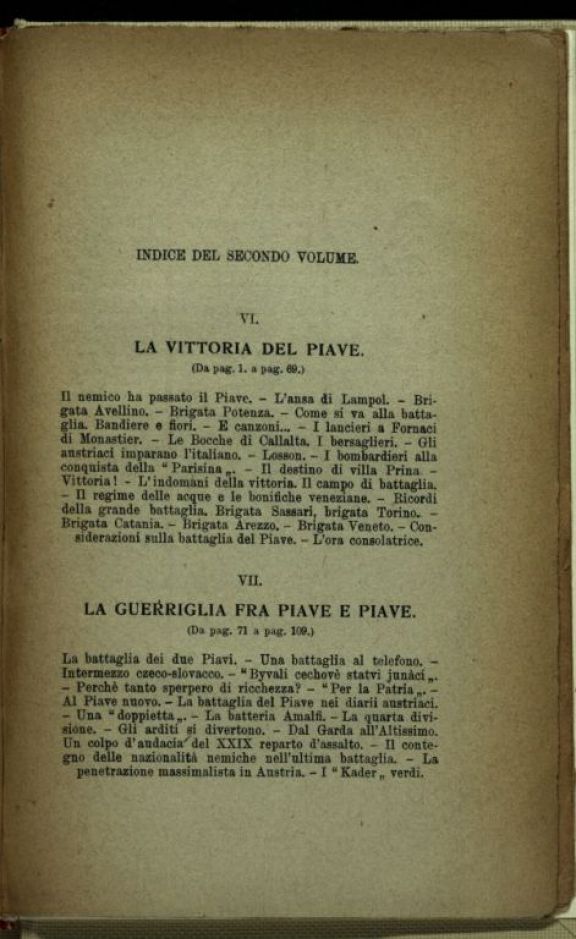 INDICE DEL SECONDO VOLUME.
VI.
LA VITTORIA DEL PIAVE.
(Da pag. 1. a pag. 69.)
Il nemico ha passato il Piave. – L'ansa di Lampol. – Bri-
gata Avellino. – Brigata Potenza. – Come si va alla batta-
glia. Bandiere e fiori. – E canzoni... – I lancieri a Fornaci
di Monastier. – Le Bocche di Callalta. I bersaglieri. – Gli
austriaci imparano l'italiano. – Losson. – I bombardieri alla
conquista della "Parisina„. – Il destino di villa Prina –
Vittoria! – L'indomani della vittoria. Il campo di battaglia.
– Il regime delle acque e le bonifiche veneziane. – Ricordi
della grande battaglia. Brigata Sassari, brigata Torino. –
Brigata Catania. – Brigata Arezzo. – Brigata Veneto. – Con-
siderazioni sulla battaglia del Piave. – L'ora consolatrice.
VII.
LA GUERRIGLIA FRA PIAVE E PIAVE.
(Da pag. 71 a pag. 109.)
La battaglia dei due Piavi. – Una battaglia al telefono. –
Intermezzo czeco-slovacco. – "Byvali cechovè statvi junàci„.
– Perchè tanto sperpero di ricchezza? – "Per la Patria„. –
Al Piave nuovo. – La battaglia del Piave nei diarii austriaci.
– Una "doppietta„. – La batteria Amalfi. – La quarta divi-
sione. – Gli arditi si divertono. – Dal Garda all'Altissimo.
Un colpo d'audacia del XXIX reparto d'assalto. – Il conte-
gno delle nazionalità nemiche nell'ultima battaglia. – La
penetrazione massimalista in Austria. – I "Kader„ verdi.